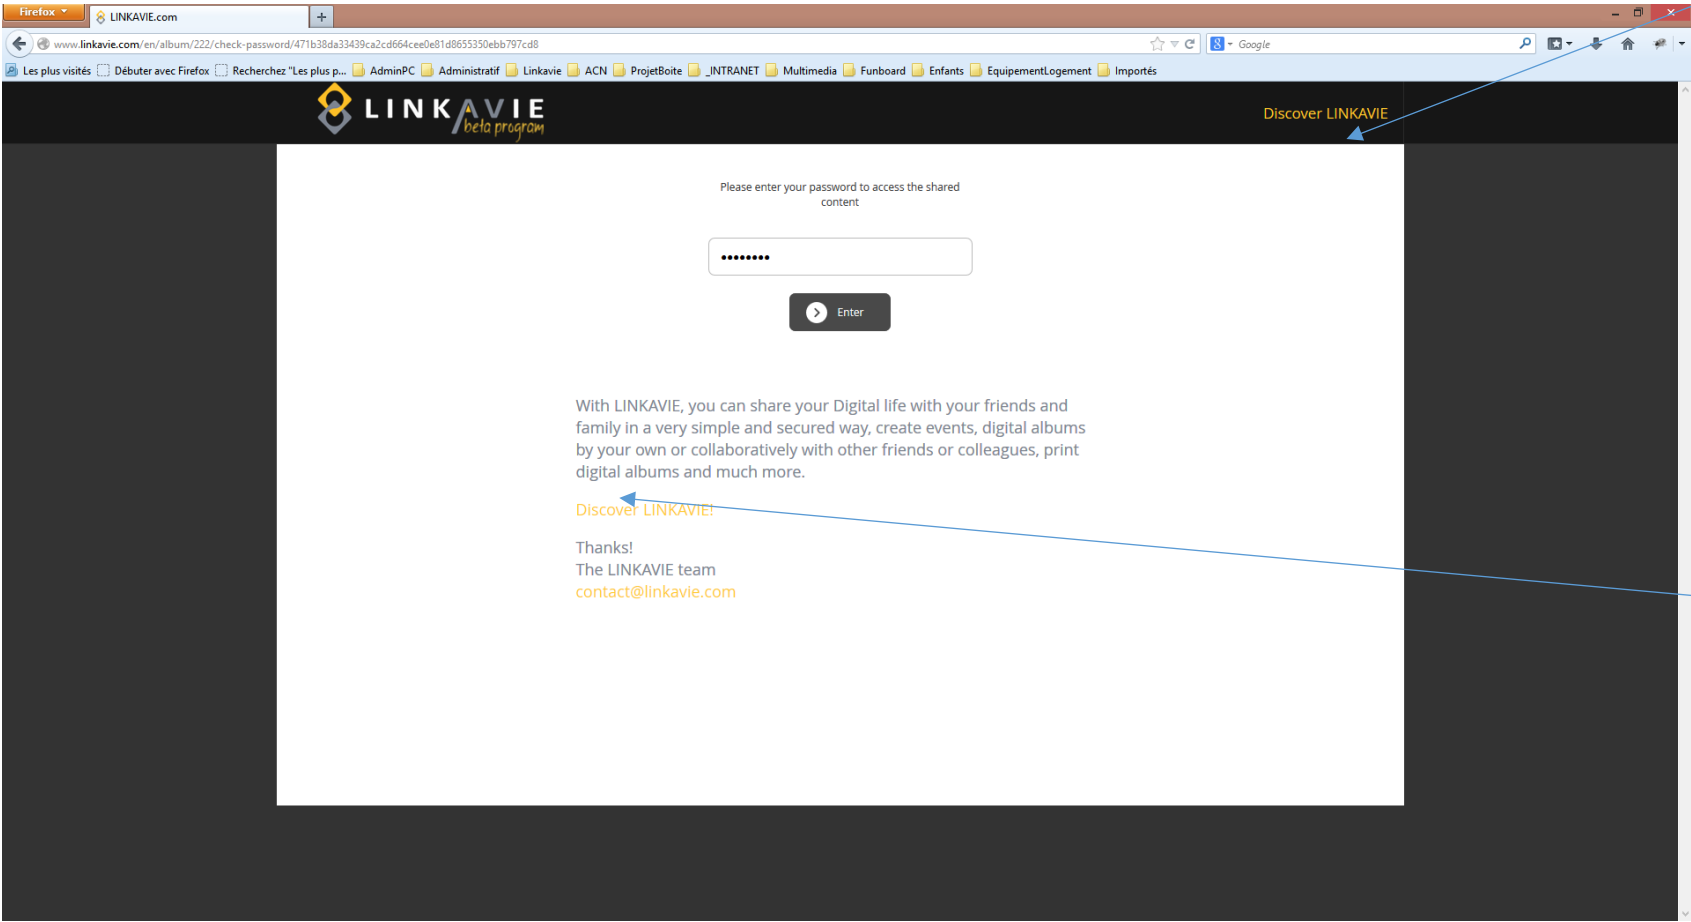 Firefox
LINKAVIE.com
www.linkavie.com/en/album/222/check-password/471b38da33439ca2cd664cee0e81d8655350ebb797cd8
Google
Les plus visités Débuter avec Firefox Recherchez "Les plus p... AdminPC Administratif Linkavie ACN ProjetBoite _INTRANET Multimedia Funboard Enfants EquipementLogement Importés
LINKAVIE
beta program
Discover LINKAVIE
Please enter your password to access the shared
content
Enter
With LINKAVIE, you can share your Digital life with your friends and
family in a very simple and secured way, create events, digital albums
by your own or collaboratively with other friends or colleagues, print
digital albums and much more.
Discover LINKAVIE!
Thanks!
The LINKAVIE team
contact@linkavie.com